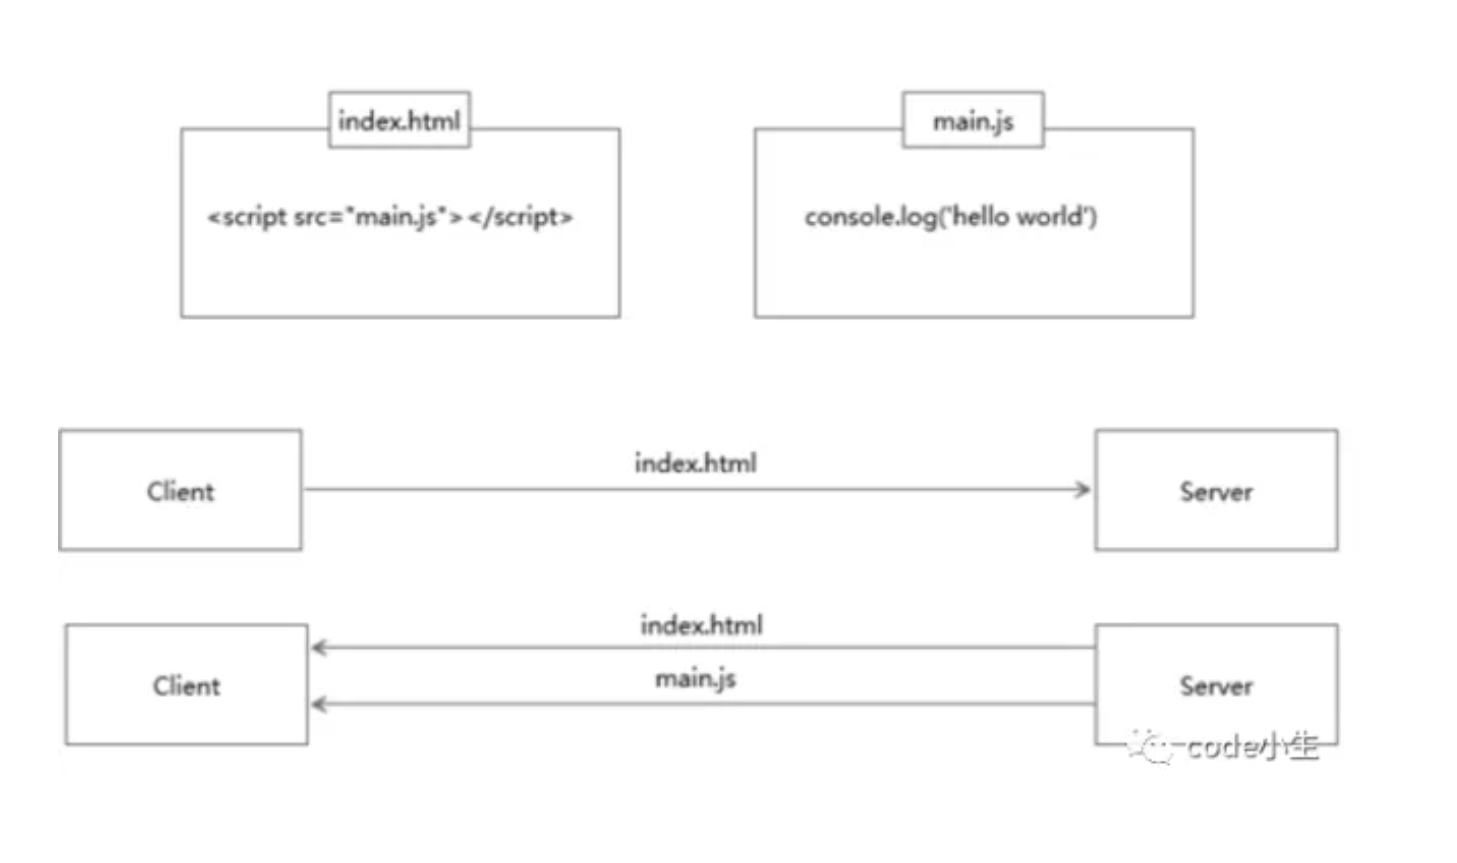 index.html
<script src="main.js"></script>
main.js
console.log('hello world')
Client
index.html
Server
Client
index.html
main.js
Server
code小生